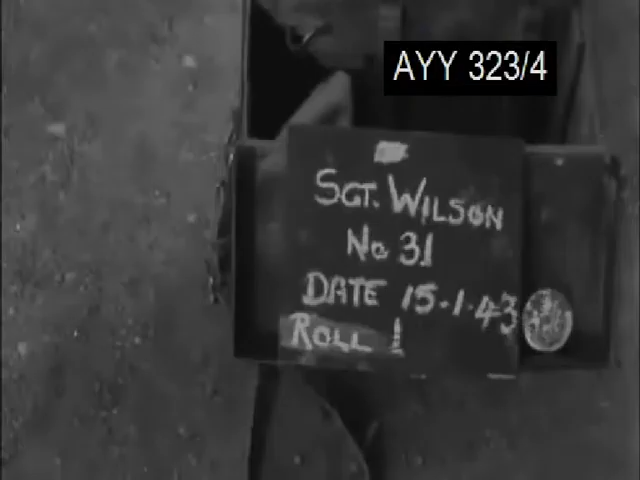 AYY 323/4
SGT. WILSON
No 31
DATE 15.1.43
ROLL 1